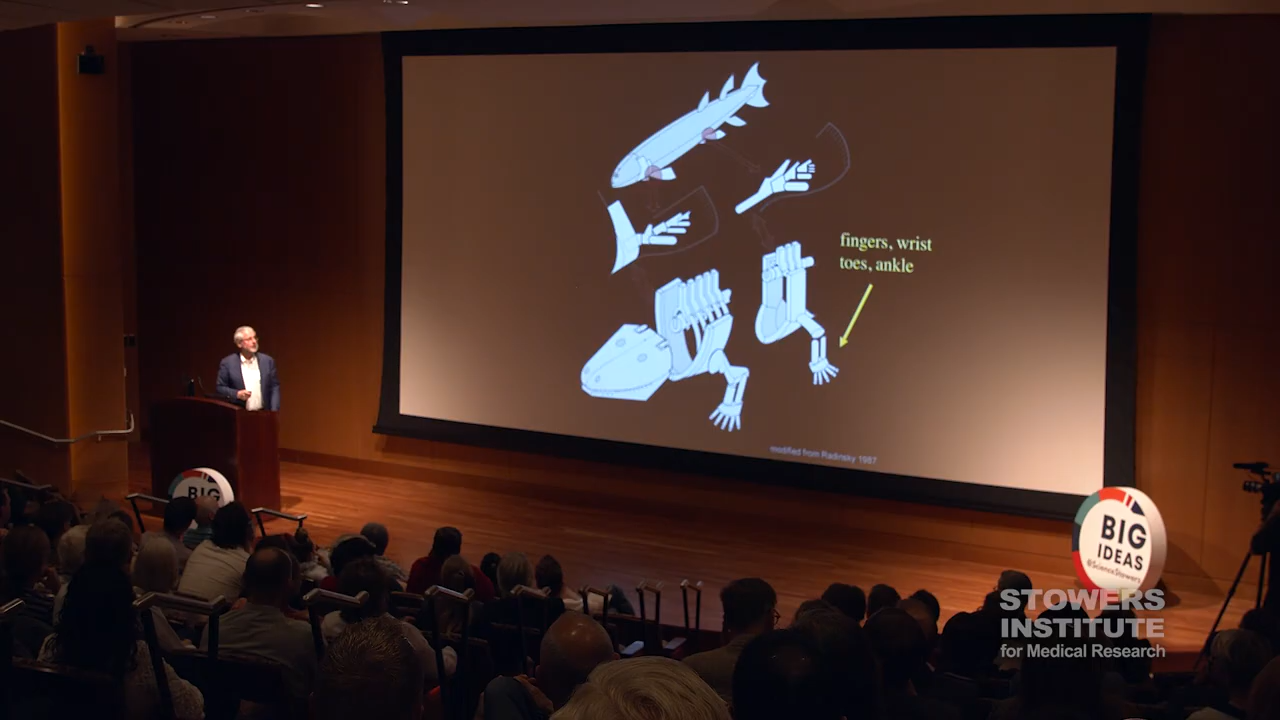 fingers, wrist
toes, ankle
modified from Radinsky 1987
BIG
BIG
IDEAS
@ScienceStowers
STOWERS
INSTITUTE
for Medical Research